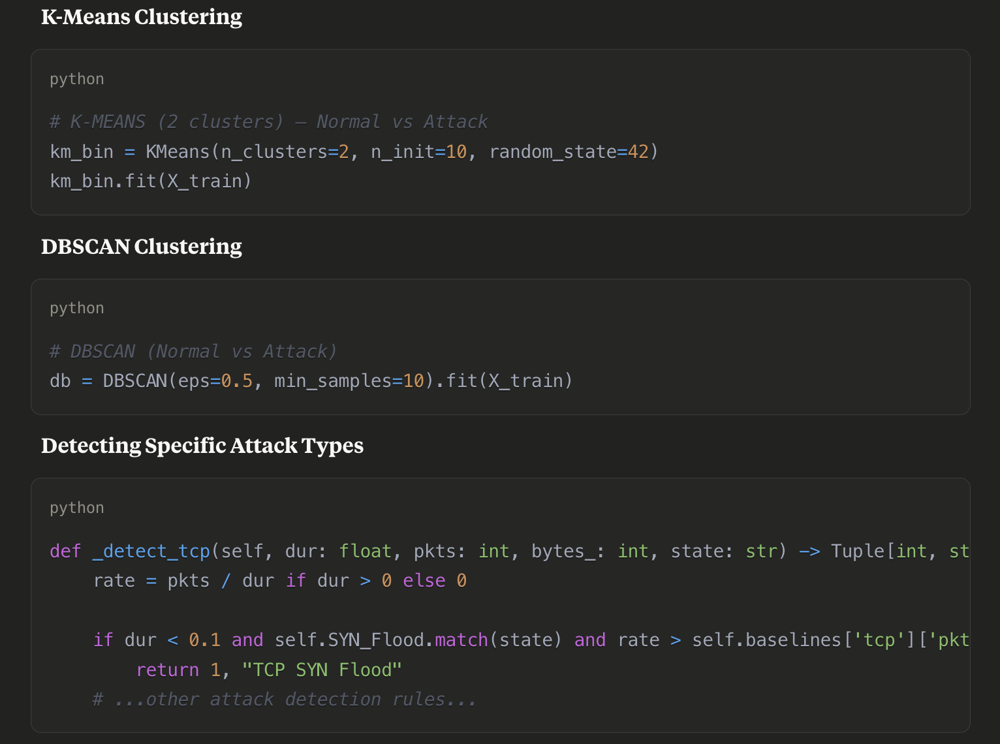 K-Means Clustering
python
# K-MEANS (2 clusters) — Normal vs Attack
km_bin = KMeans(n_clusters=2, n_init=10, random_state=42)
km_bin.fit(X_train)
DBSCAN Clustering
python
# DBSCAN (Normal vs Attack)
db = DBSCAN(eps=0.5, min_samples=10).fit(X_train)
Detecting Specific Attack Types
python
def _detect_tcp(self, dur: float, pkts: int, bytes_: int, state: str) -> Tuple[int, st
    rate = pkts / dur if dur > 0 else 0
    if dur < 0.1 and self.SYN_Flood.match(state) and rate > self.baselines['tcp']['pkt
        return 1, "TCP SYN Flood"
    # ...other attack detection rules...